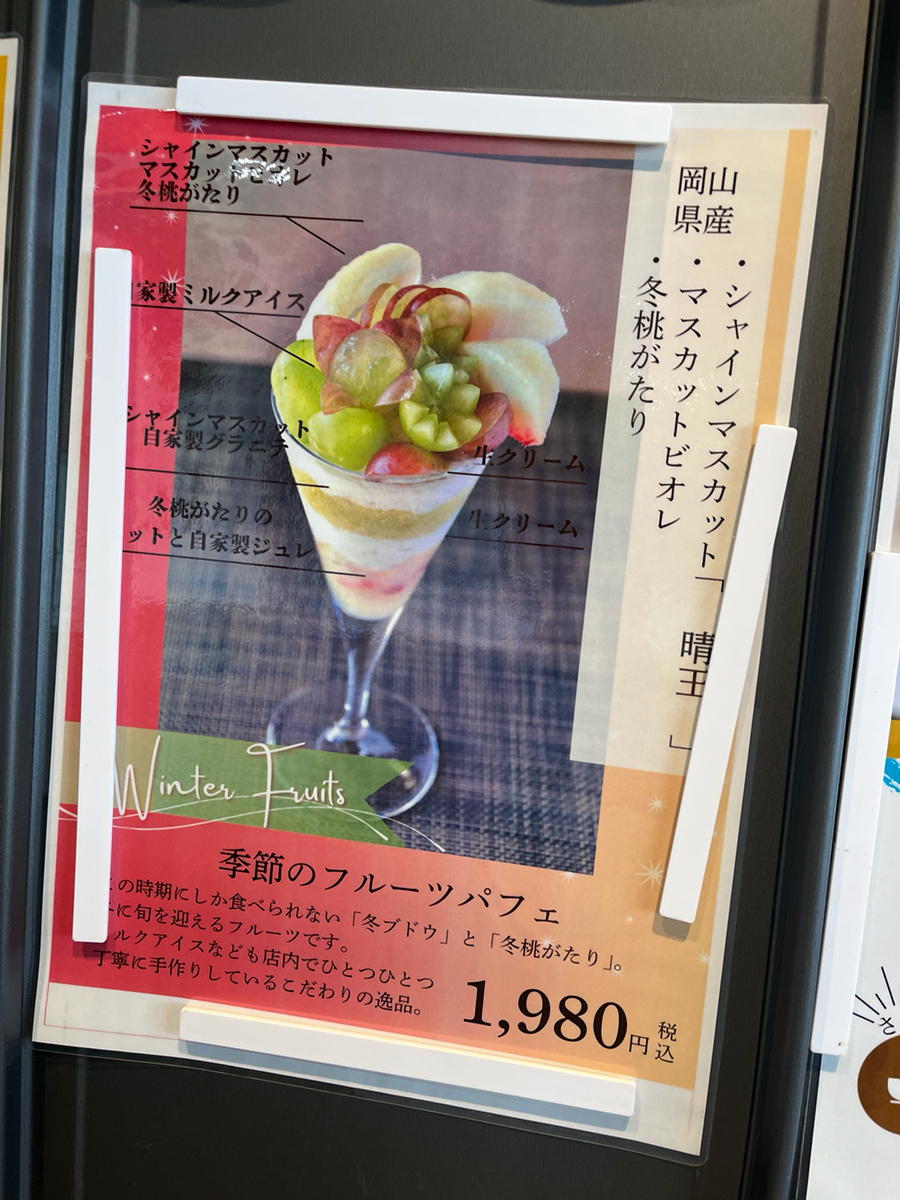 シャインマスカット
マスカットビオレ
冬桃がたり
家製ミルクアイス
シャインマスカット
自家製グラニテ
冬桃がたりの
ットと自家製ジュレ
生クリーム
生クリーム
岡山
県産
・シャインマスカット「晴王」
・マスカットビオレ
・冬桃がたり
Winter Fruits
季節のフルーツパフェ
の時期にしか食べられない「冬ブドウ」と「冬桃がたり」。
に旬を迎えるフルーツです。
ルクアイスなども店内でひとつひとつ
丁寧に手作りしているこだわりの逸品。
1,980円税込